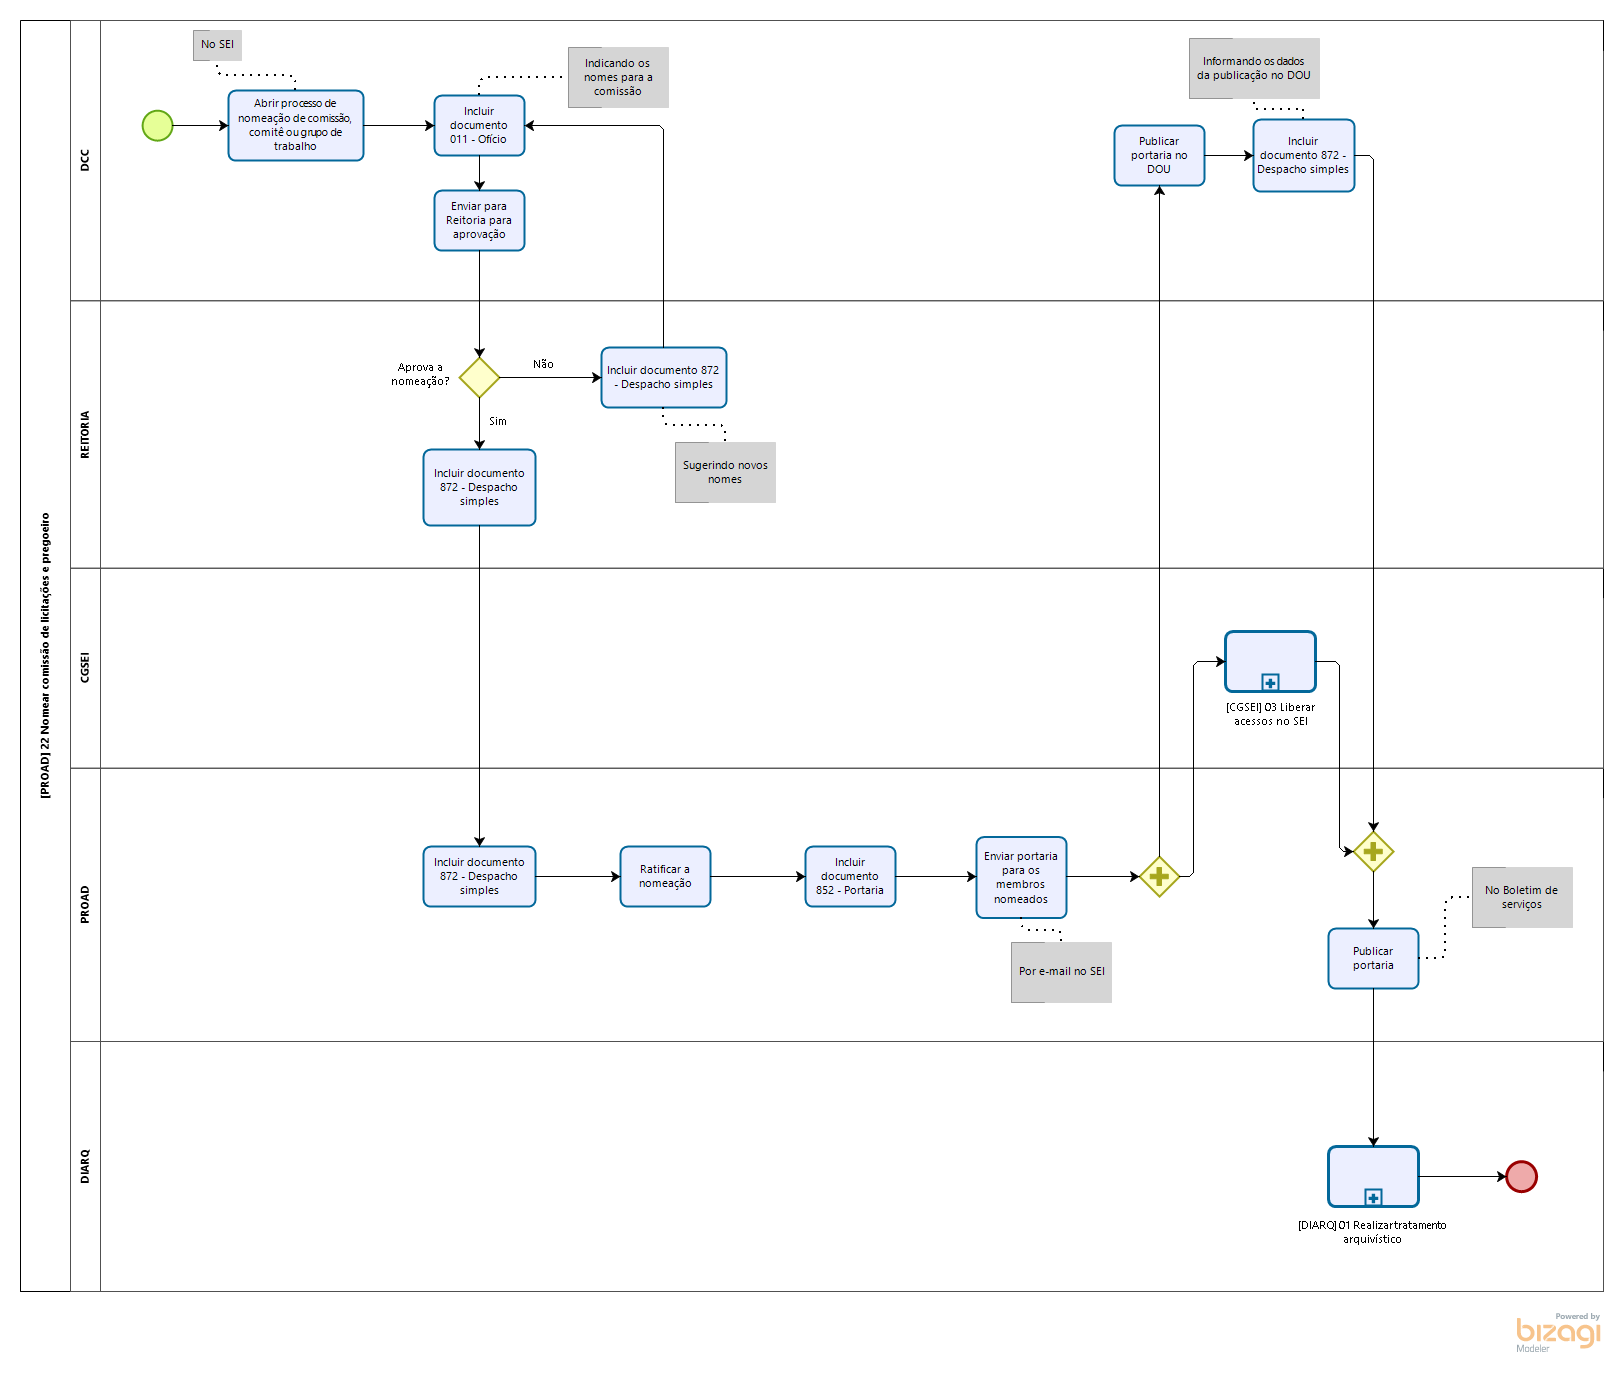 [PROAD] 22 Nomear comissão de licitações e pregoeiro
DCC
No SEI
Abrir processo de
nomeação de comissão,
comitê ou grupo de
trabalho
Incluir
documento
011 - Ofício
Indicando os
nomes para a
comissão
Enviar para
Reitoria para
aprovação
Publicar
portaria no
DOU
Informando os dados
da publicação no DOU
Incluir
documento 872 -
Despacho simples
REITORIA
Aprova a
nomeação?
Não
Incluir documento 872
- Despacho simples
Sugerindo novos
nomes
Sim
Incluir documento
872 - Despacho
simples
CGSEI
[CGSEI] 03 Liberar
acessos no SEI
PROAD
Incluir documento
872 - Despacho
simples
Ratificar a
nomeação
Incluir
documento
852 - Portaria
Enviar portaria
para os
membros
nomeados
Por e-mail no SEI
Publicar
portaria
No Boletim de
serviços
DIARQ
[DIARQ] 01 Realizar tratamento
arquivístico
Powered by
bizagi
Modeler